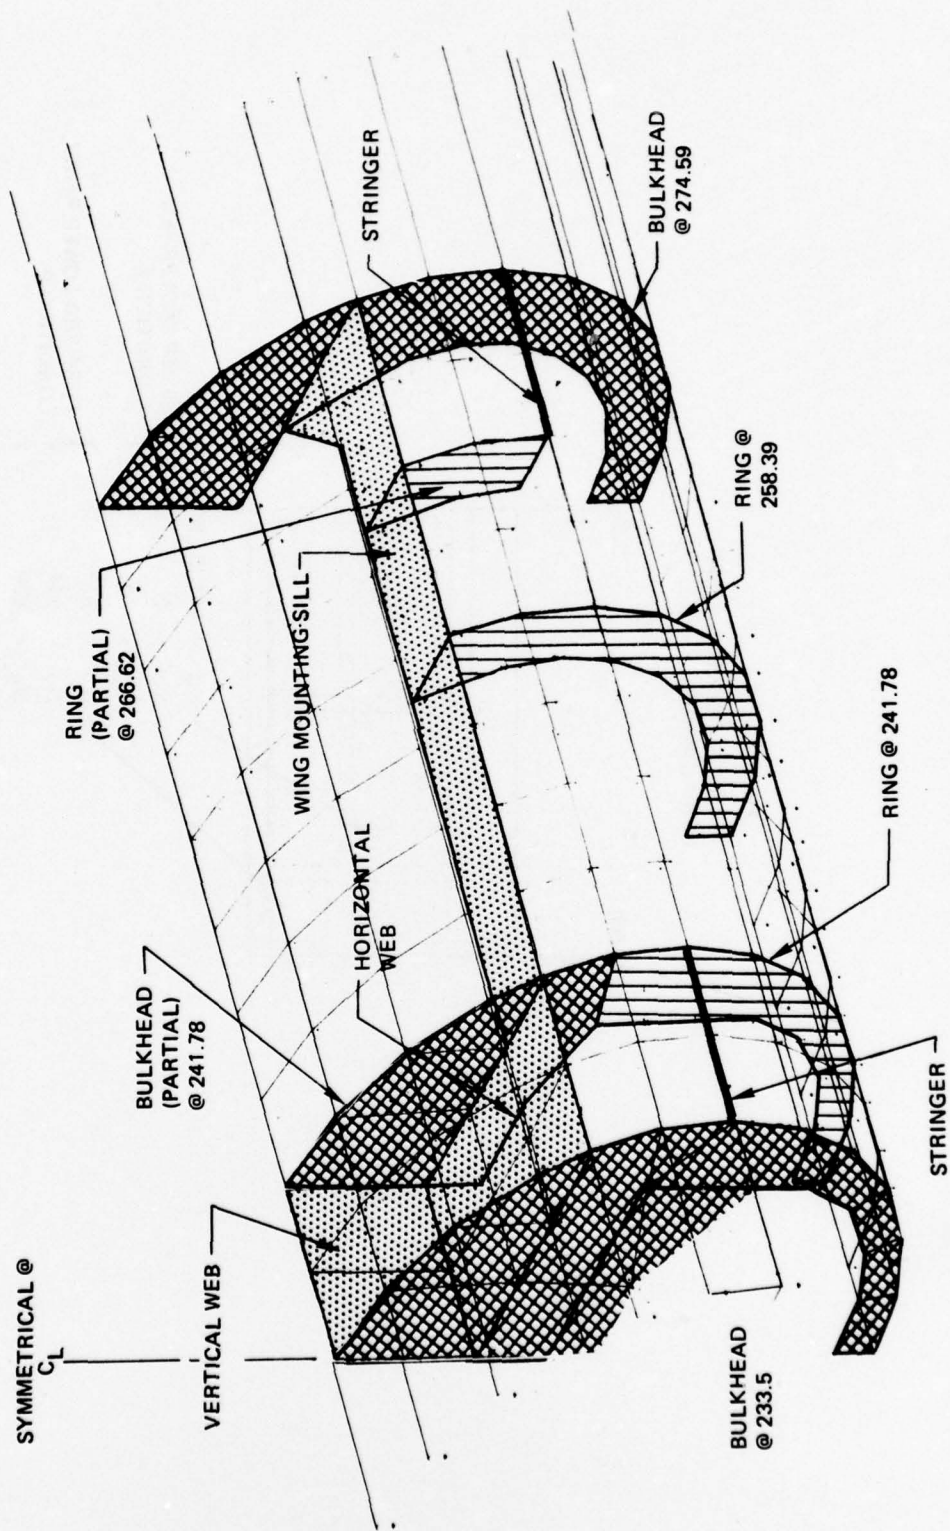 SYMMETRICAL @
CL
VERTICAL WEB
BULKHEAD
(PARTIAL)
@ 241.78
HORIZONTAL
WEB
RING
(PARTIAL)
@ 266.62
WING MOUNTING SILL
STRINGER
BULKHEAD
@ 274.59
RING @
258.39
RING @ 241.78
STRINGER
BULKHEAD
@ 233.5